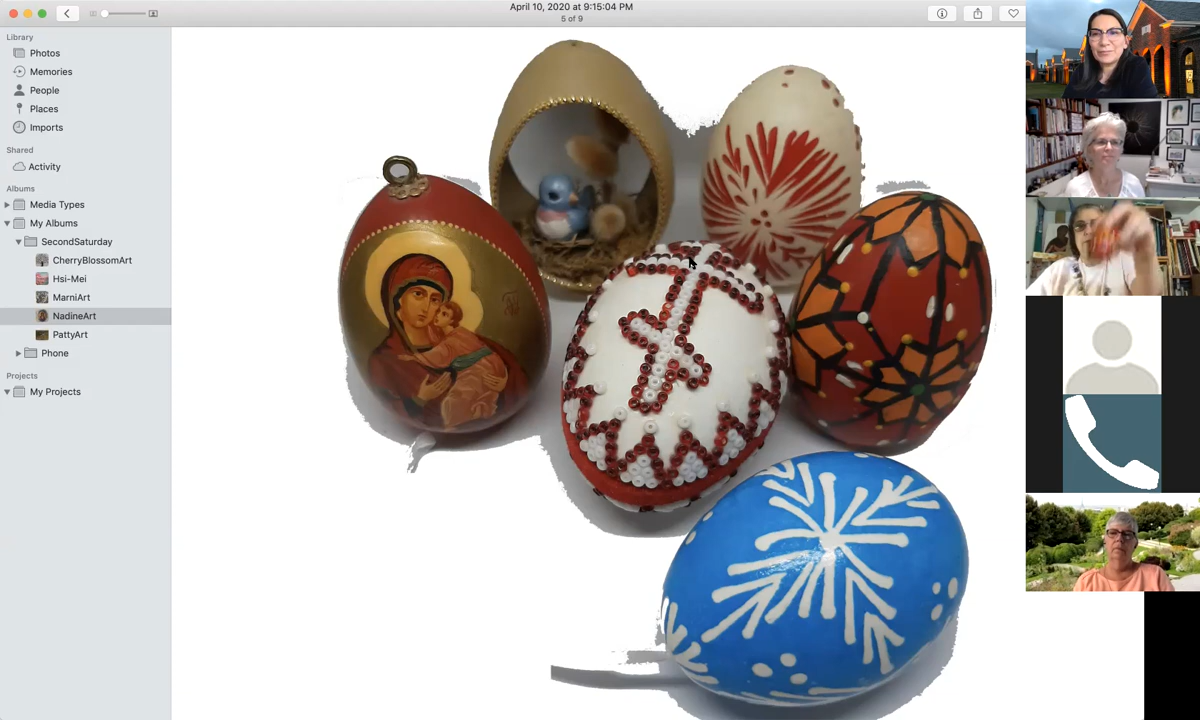 April 10, 2020 at 9:15:04 PM
5 of 9
Library
Photos
Memories
People
Places
Imports
Shared
Activity
Albums
Media Types
My Albums
SecondSaturday
CherryBlossomArt
Hsi-Mei
MarniArt
NadineArt
PattyArt
Phone
Projects
My Projects